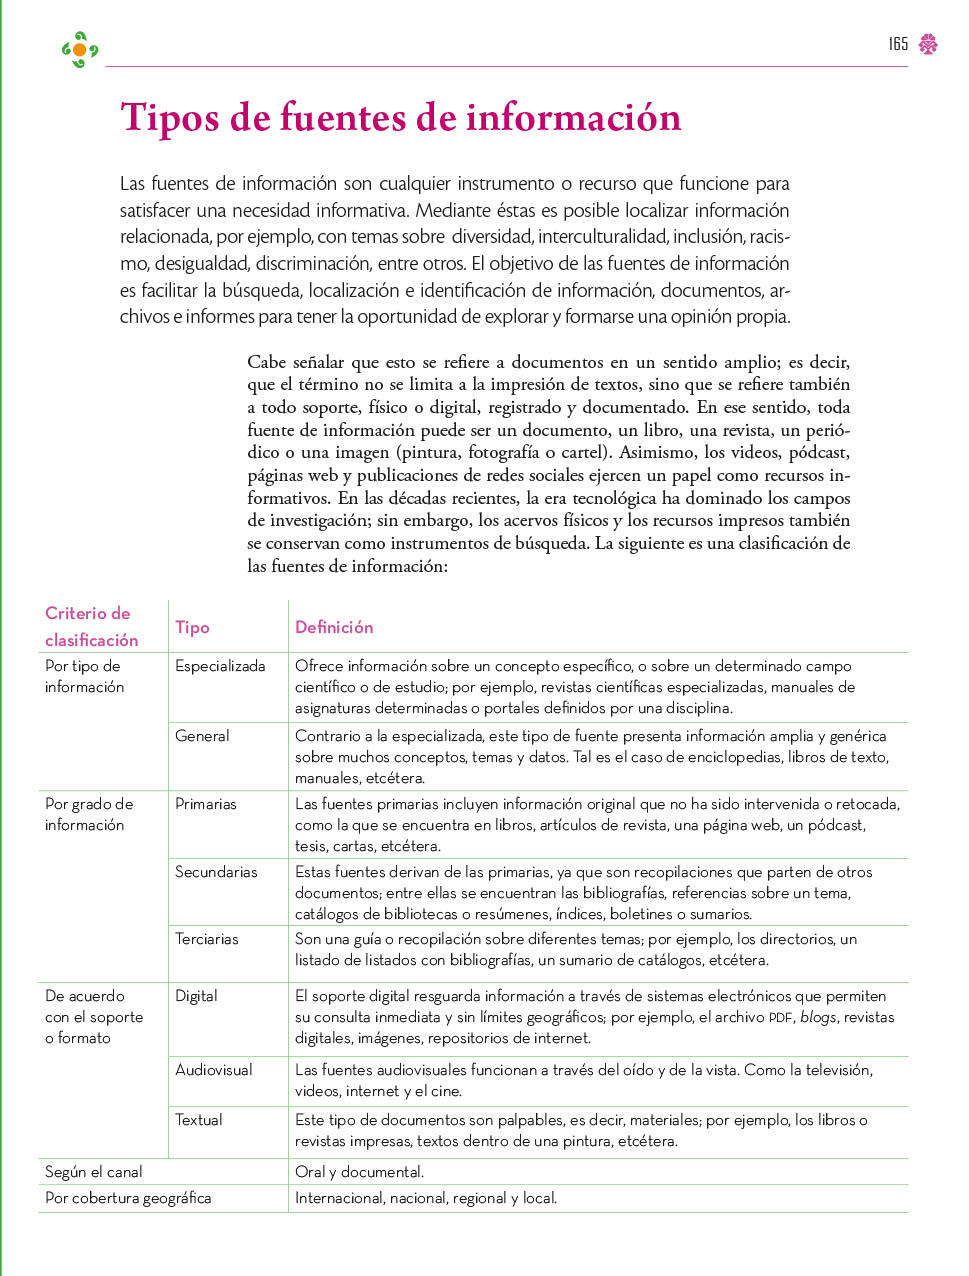 165
Tipos de fuentes de información
Las fuentes de información son cualquier instrumento o recurso que funcione para
satisfacer una necesidad informativa. Mediante éstas es posible localizar información
relacionada, por ejemplo, con temas sobre diversidad, interculturalidad, inclusión, racis-
mo, desigualdad, discriminación, entre otros. El objetivo de las fuentes de información
es facilitar la búsqueda, localización e identificación de información, documentos, ar-
chivos e informes para tener la oportunidad de explorar y formarse una opinión propia.
Cabe señalar que esto se refiere a documentos en un sentido amplio; es decir,
que el término no se limita a la impresión de textos, sino que se refiere también
a todo soporte, físico o digital, registrado y documentado. En ese sentido, toda
fuente de información puede ser un documento, un libro, una revista, un perió-
dico o una imagen (pintura, fotografía o cartel). Asimismo, los videos, pódcast,
páginas web y publicaciones de redes sociales ejercen un papel como recursos in-
formativos. En las décadas recientes, la era tecnológica ha dominado los campos
de investigación; sin embargo, los acervos físicos y los recursos impresos también
se conservan como instrumentos de búsqueda. La siguiente es una clasificación de
las fuentes de información:
Criterio de
clasificación
Tipo
Definición
Por tipo de
información
Especializada
Ofrece información sobre un concepto específico, o sobre un determinado campo
científico o de estudio; por ejemplo, revistas científicas especializadas, manuales de
asignaturas determinadas o portales definidos por una disciplina.
General
Contrario a la especializada, este tipo de fuente presenta información amplia y genérica
sobre muchos conceptos, temas y datos. Tal es el caso de enciclopedias, libros de texto,
manuales, etcétera.
Por grado de
información
Primarias
Las fuentes primarias incluyen información original que no ha sido intervenida o retocada,
como la que se encuentra en libros, artículos de revista, una página web, un pódcast,
tesis, cartas, etcétera.
Secundarias
Estas fuentes derivan de las primarias, ya que son recopilaciones que parten de otros
documentos; entre ellas se encuentran las bibliografías, referencias sobre un tema,
catálogos de bibliotecas o resúmenes, índices, boletines o sumarios.
Terciarias
Son una guía o recopilación sobre diferentes temas; por ejemplo, los directorios, un
listado de listados con bibliografías, un sumario de catálogos, etcétera.
De acuerdo
con el soporte
o formato
Digital
El soporte digital resguarda información a través de sistemas electrónicos que permiten
su consulta inmediata y sin límites geográficos; por ejemplo, el archivo PDF, blogs, revistas
digitales, imágenes, repositorios de internet.
Audiovisual
Las fuentes audiovisuales funcionan a través del oído y de la vista. Como la televisión,
videos, internet y el cine.
Textual
Este tipo de documentos son palpables, es decir, materiales; por ejemplo, los libros o
revistas impresas, textos dentro de una pintura, etcétera.
Según el canal
Oral y documental.
Por cobertura geográfica
Internacional, nacional, regional y local.